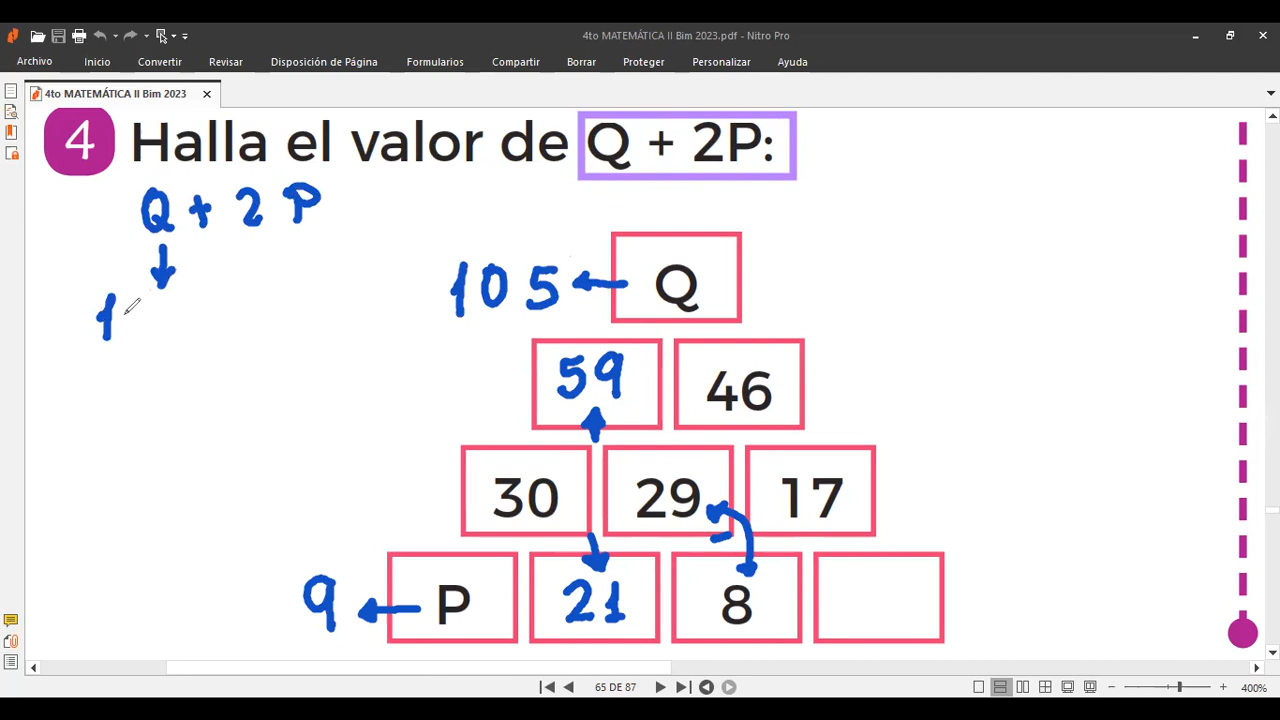 4to MATEMÁTICA II Bim 2023.pdf - Nitro Pro
Archivo Inicio Convertir Revisar Disposición de Página Formularios Compartir Borrar Proteger Personalizar Ayuda
4to MATEMÁTICA II Bim 2023
4 Halla el valor de Q + 2P:
Q + 2 P
1
105 Q
59 46
30 29 17
9 P 21 8
65 DE 87
400%